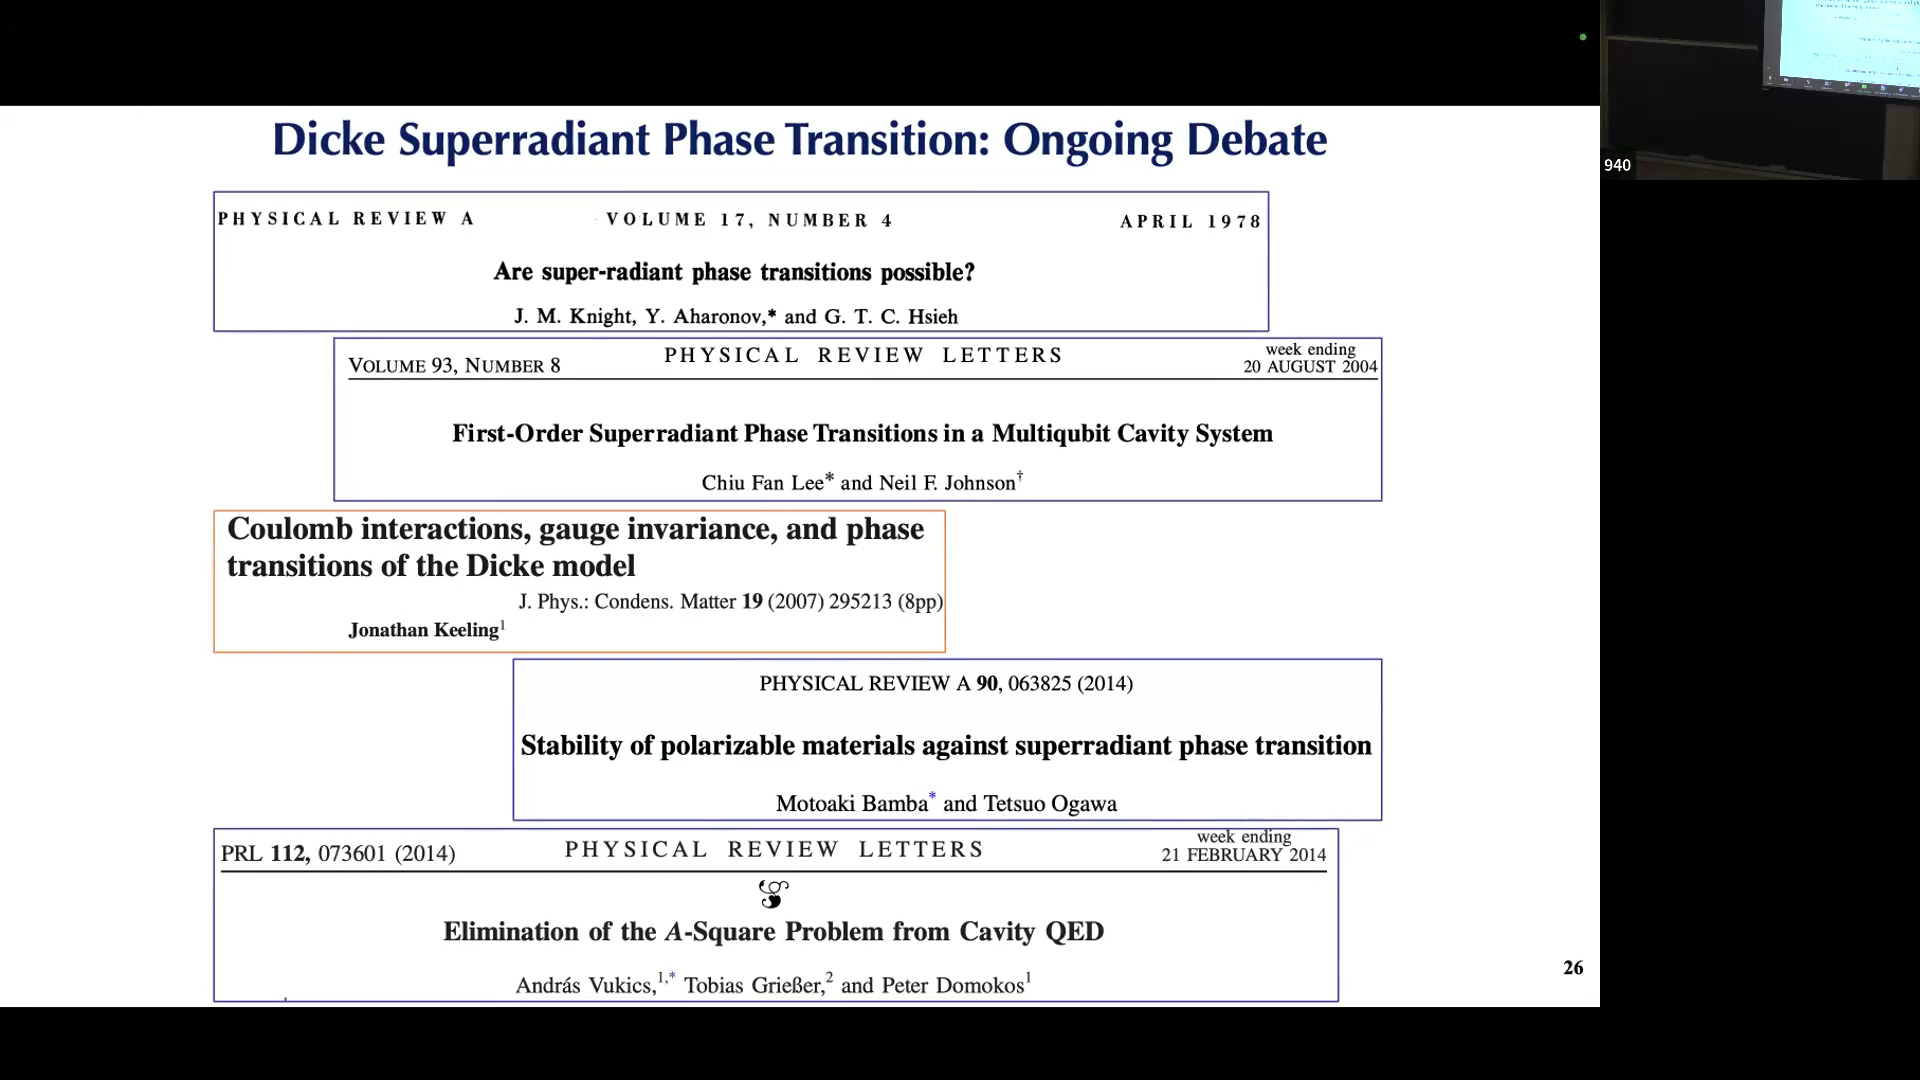 Dicke Superradiant Phase Transition: Ongoing Debate
PHYSICAL REVIEW A VOLUME 17, NUMBER 4 APRIL 1978
Are super-radiant phase transitions possible?
J. M. Knight, Y. Aharonov,* and G. T. C. Hsieh
VOLUME 93, NUMBER 8 PHYSICAL REVIEW LETTERS week ending 20 AUGUST 2004
First-Order Superradiant Phase Transitions in a Multiqubit Cavity System
Chiu Fan Lee* and Neil F. Johnson†
Coulomb interactions, gauge invariance, and phase
transitions of the Dicke model
J. Phys.: Condens. Matter 19 (2007) 295213 (8pp)
Jonathan Keeling1
PHYSICAL REVIEW A 90, 063825 (2014)
Stability of polarizable materials against superradiant phase transition
Motoaki Bamba* and Tetsuo Ogawa
PRL 112, 073601 (2014) PHYSICAL REVIEW LETTERS week ending 21 FEBRUARY 2014
Elimination of the A-Square Problem from Cavity QED
András Vukics,1,* Tobias Grießer,2 and Peter Domokos1
26
940